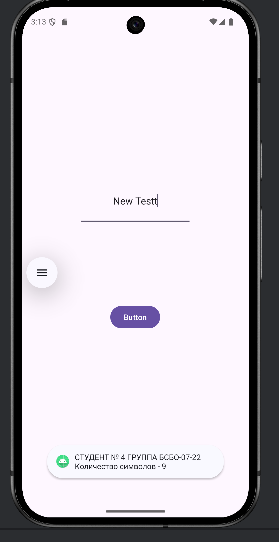 3:13
New Testt
Button
СТУДЕНТ № 4 ГРУППА БСБО-07-22
Количество символов - 9